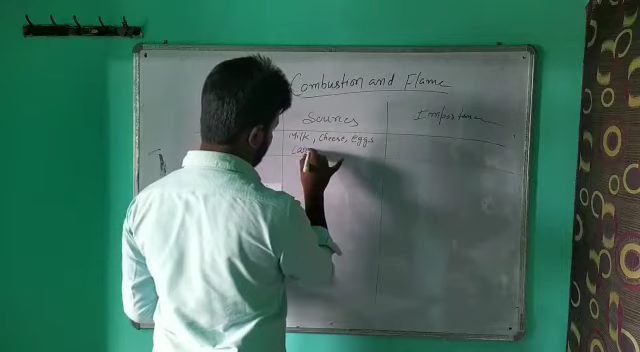 Combustion and Flame
Sources
Importance
Milk, Cheese, Eggs